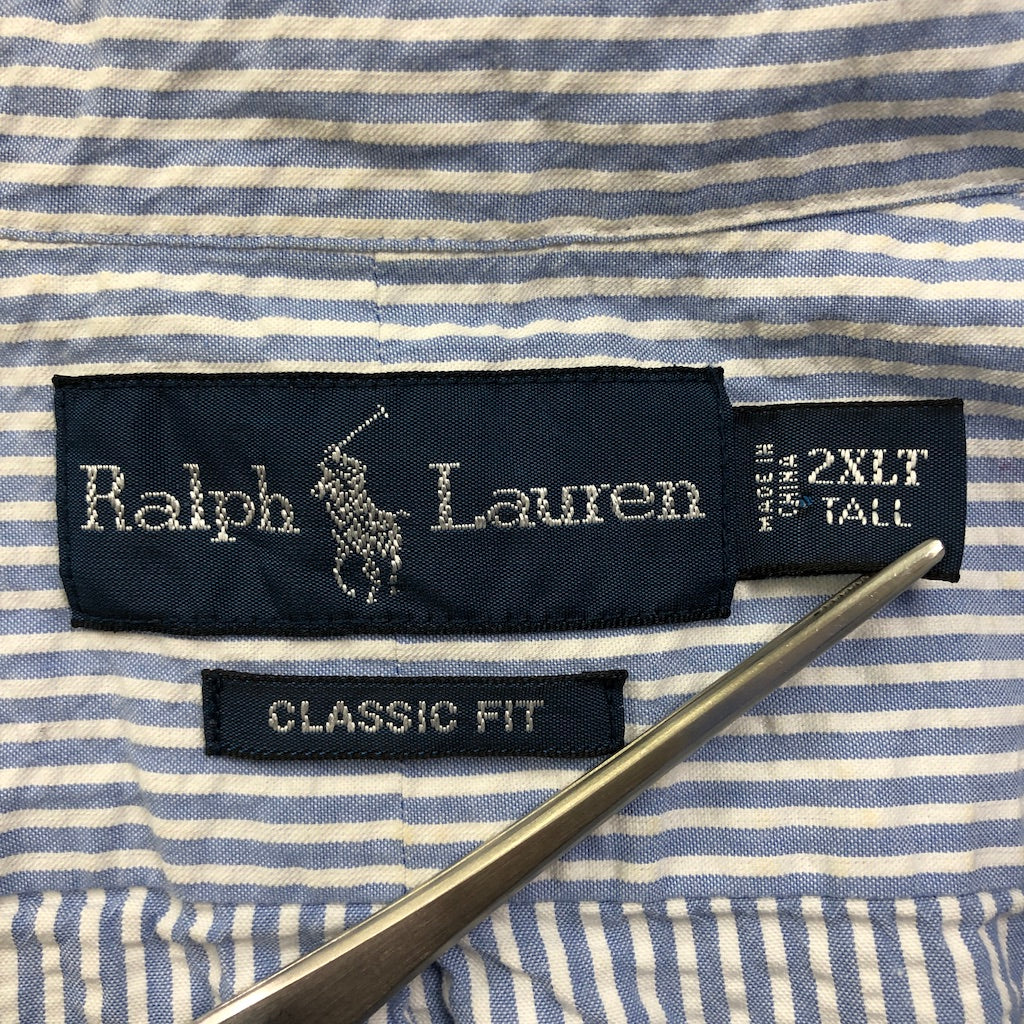 Ralph Lauren
MADE IN
CHINA
2XLT
TALL
CLASSIC FIT